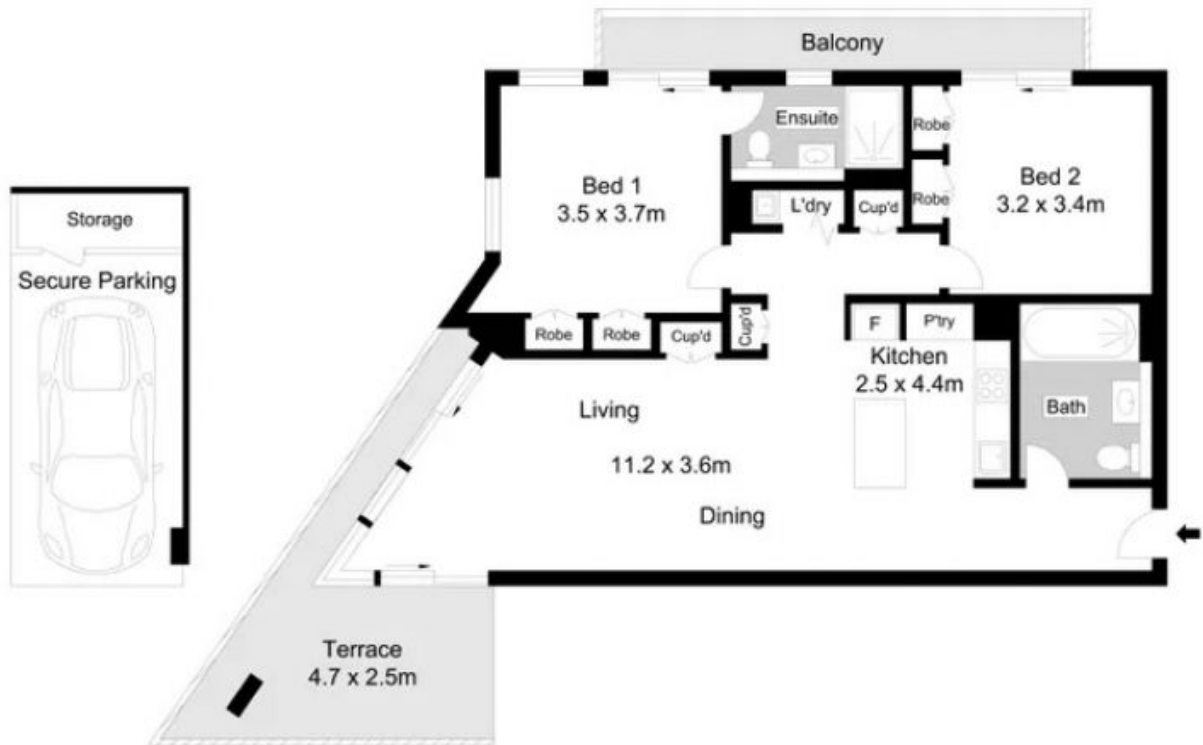 Balcony
Ensuite
Robe
Bed 1
3.5 x 3.7m
Bed 2
3.2 x 3.4m
Robe
L'dry
Cup'd
Storage
Secure Parking
Robe
Robe
Cup'd
Cup'd
F
P'try
Kitchen
2.5 x 4.4m
Living
Bath
11.2 x 3.6m
Dining
Terrace
4.7 x 2.5m